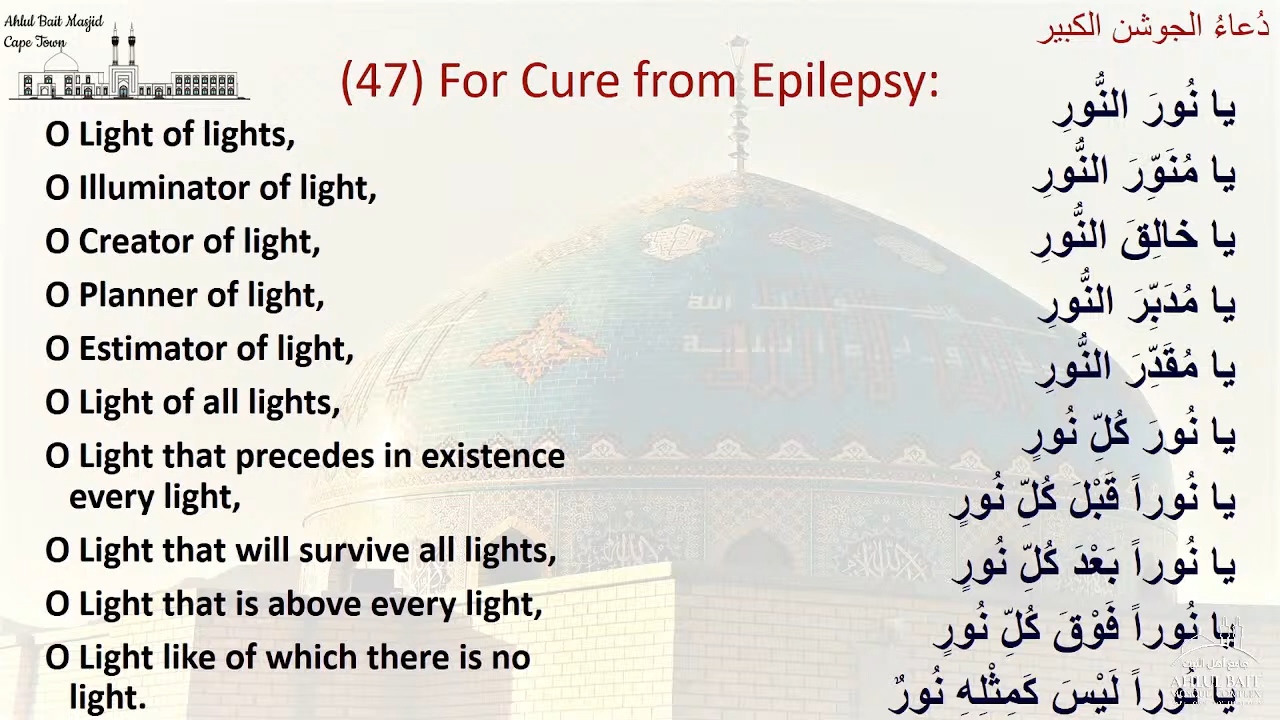 Ahlul Bait Masjid
Cape Town
دُعاءُ الجوشن الكبير
(47) For Cure from Epilepsy:
O Light of lights,
O Illuminator of light,
O Creator of light,
O Planner of light,
O Estimator of light,
O Light of all lights,
O Light that precedes in existence
every light,
O Light that will survive all lights,
O Light that is above every light,
O Light like of which there is no
light.
يا نُورَ النُّورِ
يا مُنَوِّرَ النُّورِ
يا خالِقَ النُّورِ
يا مُدَبِّرَ النُّورِ
يا مُقَدِّرَ النُّورِ
يا نُورَ كُلِّ نُورٍ
يا نُوراً قَبْلَ كُلِّ نُورٍ
يا نُوراً بَعْدَ كُلِّ نُورٍ
يا نُوراً فَوْقَ كُلِّ نُورٍ
يا نُوراً لَيْسَ كَمِثْلِهِ نُورٌ
AHLUL BAIT